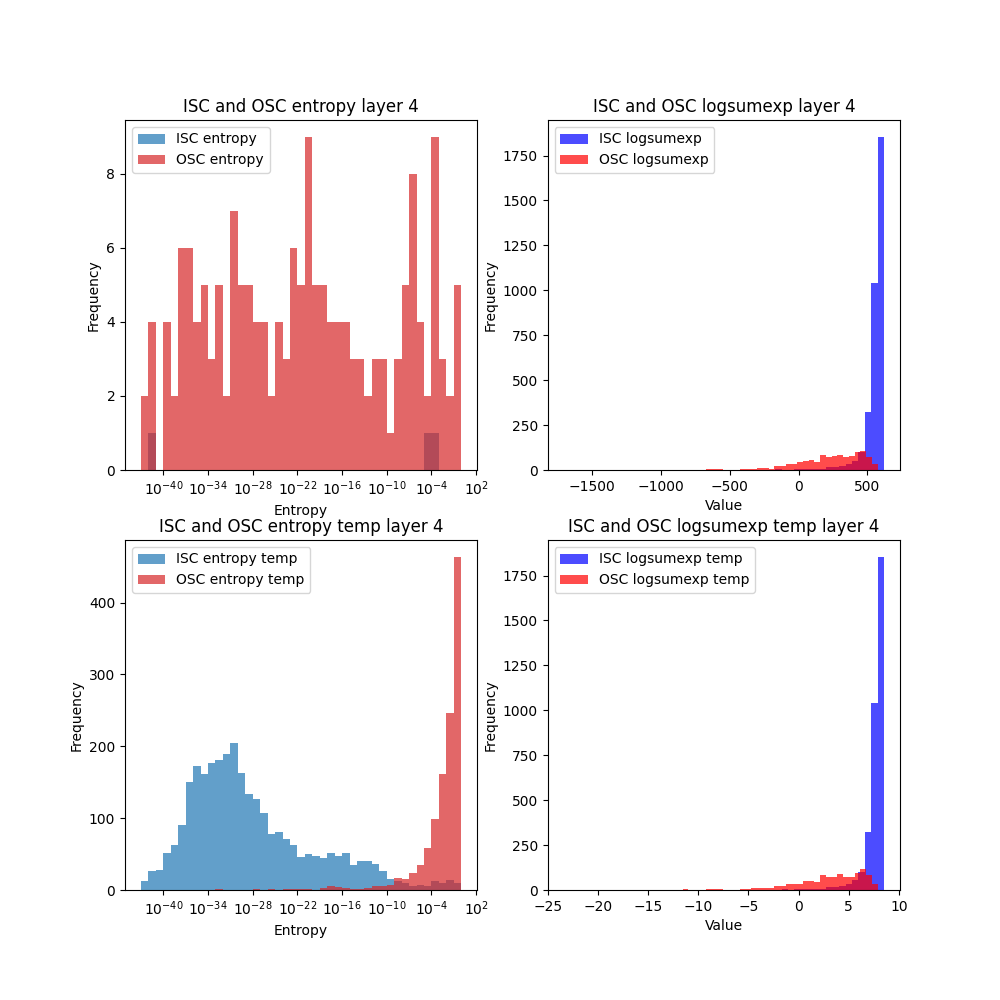 ISC and OSC entropy layer 4
ISC entropy
OSC entropy
8
6
4
2
0
Frequency
10⁻⁴⁰ 10⁻³⁴ 10⁻²⁸ 10⁻²² 10⁻¹⁶ 10⁻¹⁰ 10⁻⁴ 10²
Entropy
ISC and OSC logsumexp layer 4
ISC logsumexp
OSC logsumexp
1750
1500
1250
1000
750
500
250
0
Frequency
−1500 −1000 −500 0 500
Value
ISC and OSC entropy temp layer 4
ISC entropy temp
OSC entropy temp
400
300
200
100
0
Frequency
10⁻⁴⁰ 10⁻³⁴ 10⁻²⁸ 10⁻²² 10⁻¹⁶ 10⁻¹⁰ 10⁻⁴ 10²
Entropy
ISC and OSC logsumexp temp layer 4
ISC logsumexp temp
OSC logsumexp temp
1750
1500
1250
1000
750
500
250
0
Frequency
−25 −20 −15 −10 −5 0 5 10
Value